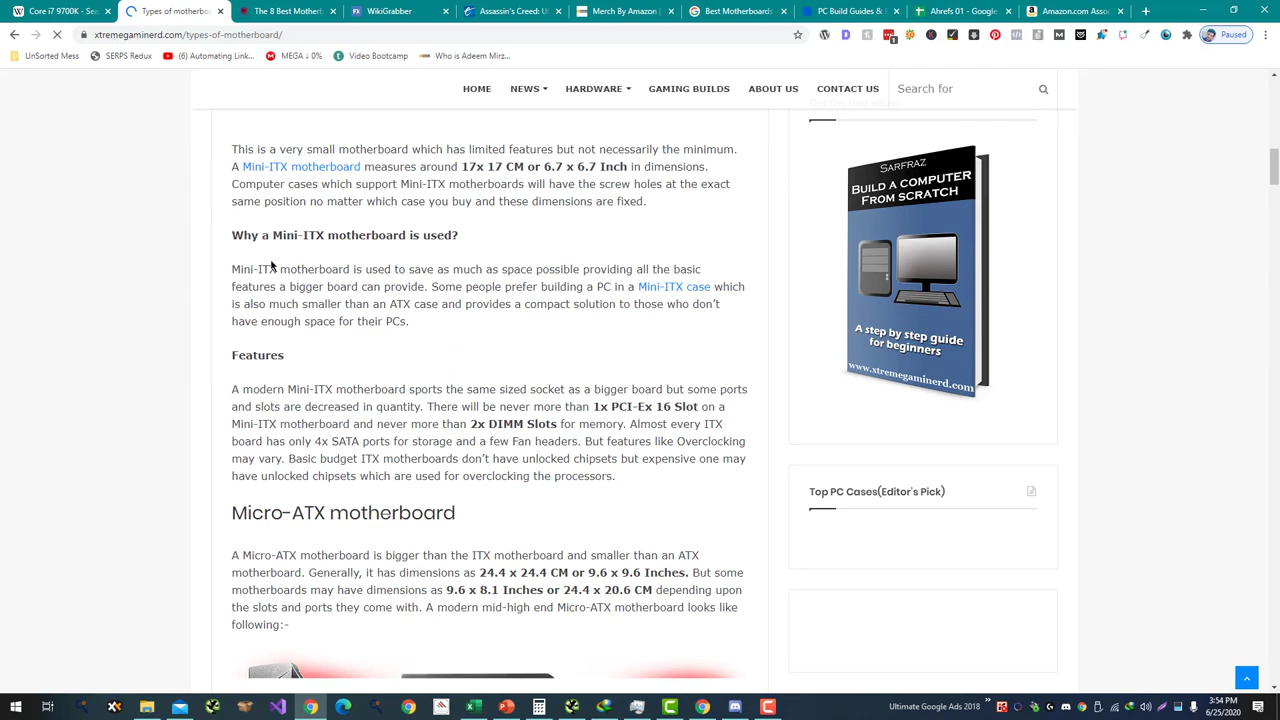 Core i7 9700K - Sea
Types of motherboa
The 8 Best Mother
WikiGrabber
Assassin's Creed: U
Merch By Amazon
Best Motherboards
PC Build Guides &
Ahrefs 01 - Google
Amazon.com Asso
xtremegaminerd.com/types-of-motherboard/
Paused
UnSorted Mess
SERPS Redux
(6) Automating Link...
MEGA ↓ 0%
Video Bootcamp
Who is Adeem Mirz...
HOME
NEWS
HARDWARE
GAMING BUILDS
ABOUT US
CONTACT US
Search for
This is a very small motherboard which has limited features but not necessarily the minimum.
A Mini-ITX motherboard measures around 17x 17 CM or 6.7 x 6.7 Inch in dimensions.
Computer cases which support Mini-ITX motherboards will have the screw holes at the exact
same position no matter which case you buy and these dimensions are fixed.
Why a Mini-ITX motherboard is used?
Mini-ITX motherboard is used to save as much as space possible providing all the basic
features a bigger board can provide. Some people prefer building a PC in a Mini-ITX case which
is also much smaller than an ATX case and provides a compact solution to those who don't
have enough space for their PCs.
Features
A modern Mini-ITX motherboard sports the same sized socket as a bigger board but some ports
and slots are decreased in quantity. There will be never more than 1x PCI-Ex 16 Slot on a
Mini-ITX motherboard and never more than 2x DIMM Slots for memory. Almost every ITX
board has only 4x SATA ports for storage and a few Fan headers. But features like Overclocking
may vary. Basic budget ITX motherboards don't have unlocked chipsets but expensive one may
have unlocked chipsets which are used for overclocking the processors.
Micro-ATX motherboard
A Micro-ATX motherboard is bigger than the ITX motherboard and smaller than an ATX
motherboard. Generally, it has dimensions as 24.4 x 24.4 CM or 9.6 x 9.6 Inches. But some
motherboards may have dimensions as 9.6 x 8.1 Inches or 24.4 x 20.6 CM depending upon
the slots and ports they come with. A modern mid-high end Micro-ATX motherboard looks like
following:-
SARFRAZ
BUILD A COMPUTER
FROM SCRATCH
A step by step guide
for beginners
www.xtremegaminerd.com
Top PC Cases(Editor's Pick)
Ultimate Google Ads 2018
3:54 PM
6/25/2020